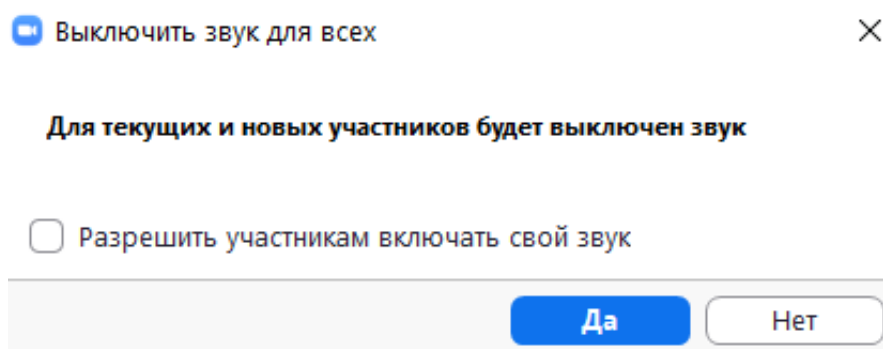 Выключить звук для всех
Для текущих и новых участников будет выключен звук
Разрешить участникам включать свой звук
Да Нет